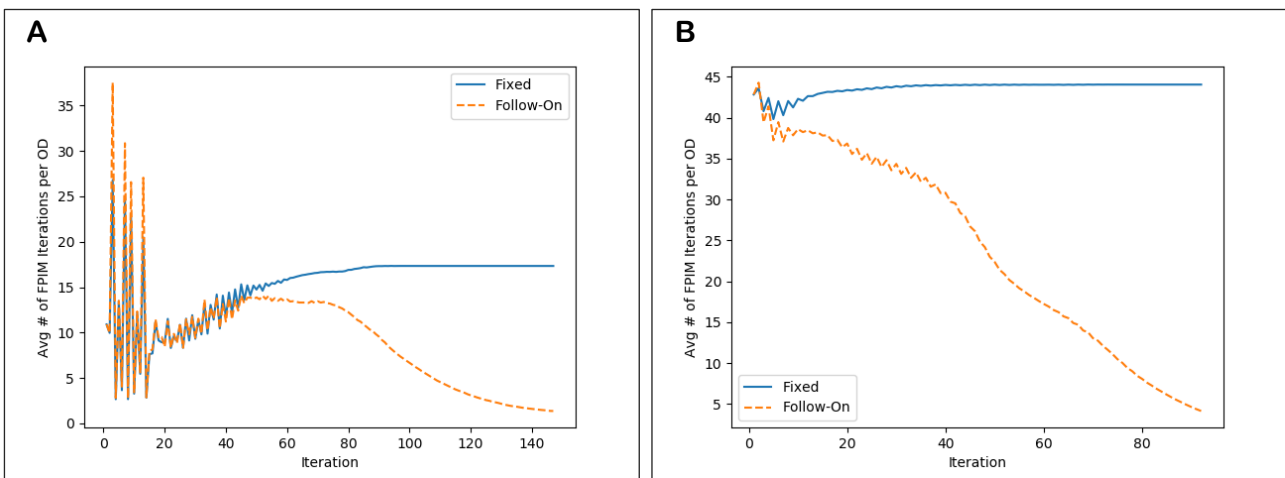 A
Avg # of FPIM Iterations per OD
35
30
25
20
15
10
5
0
0 20 40 60 80 100 120 140
Iteration
Fixed
Follow-On
B
Avg # of FPIM Iterations per OD
45
40
35
30
25
20
15
10
5
0 20 40 60 80
Iteration
Fixed
Follow-On